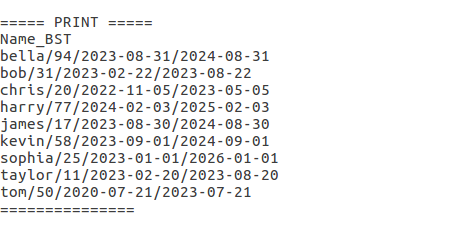 ===== PRINT =====
Name_BST
bella/94/2023-08-31/2024-08-31
bob/31/2023-02-22/2023-08-22
chris/20/2022-11-05/2023-05-05
harry/77/2024-02-03/2025-02-03
james/17/2023-08-30/2024-08-30
kevin/58/2023-09-01/2024-09-01
sophia/25/2023-01-01/2026-01-01
taylor/11/2023-02-20/2023-08-20
tom/50/2020-07-21/2023-07-21
===============